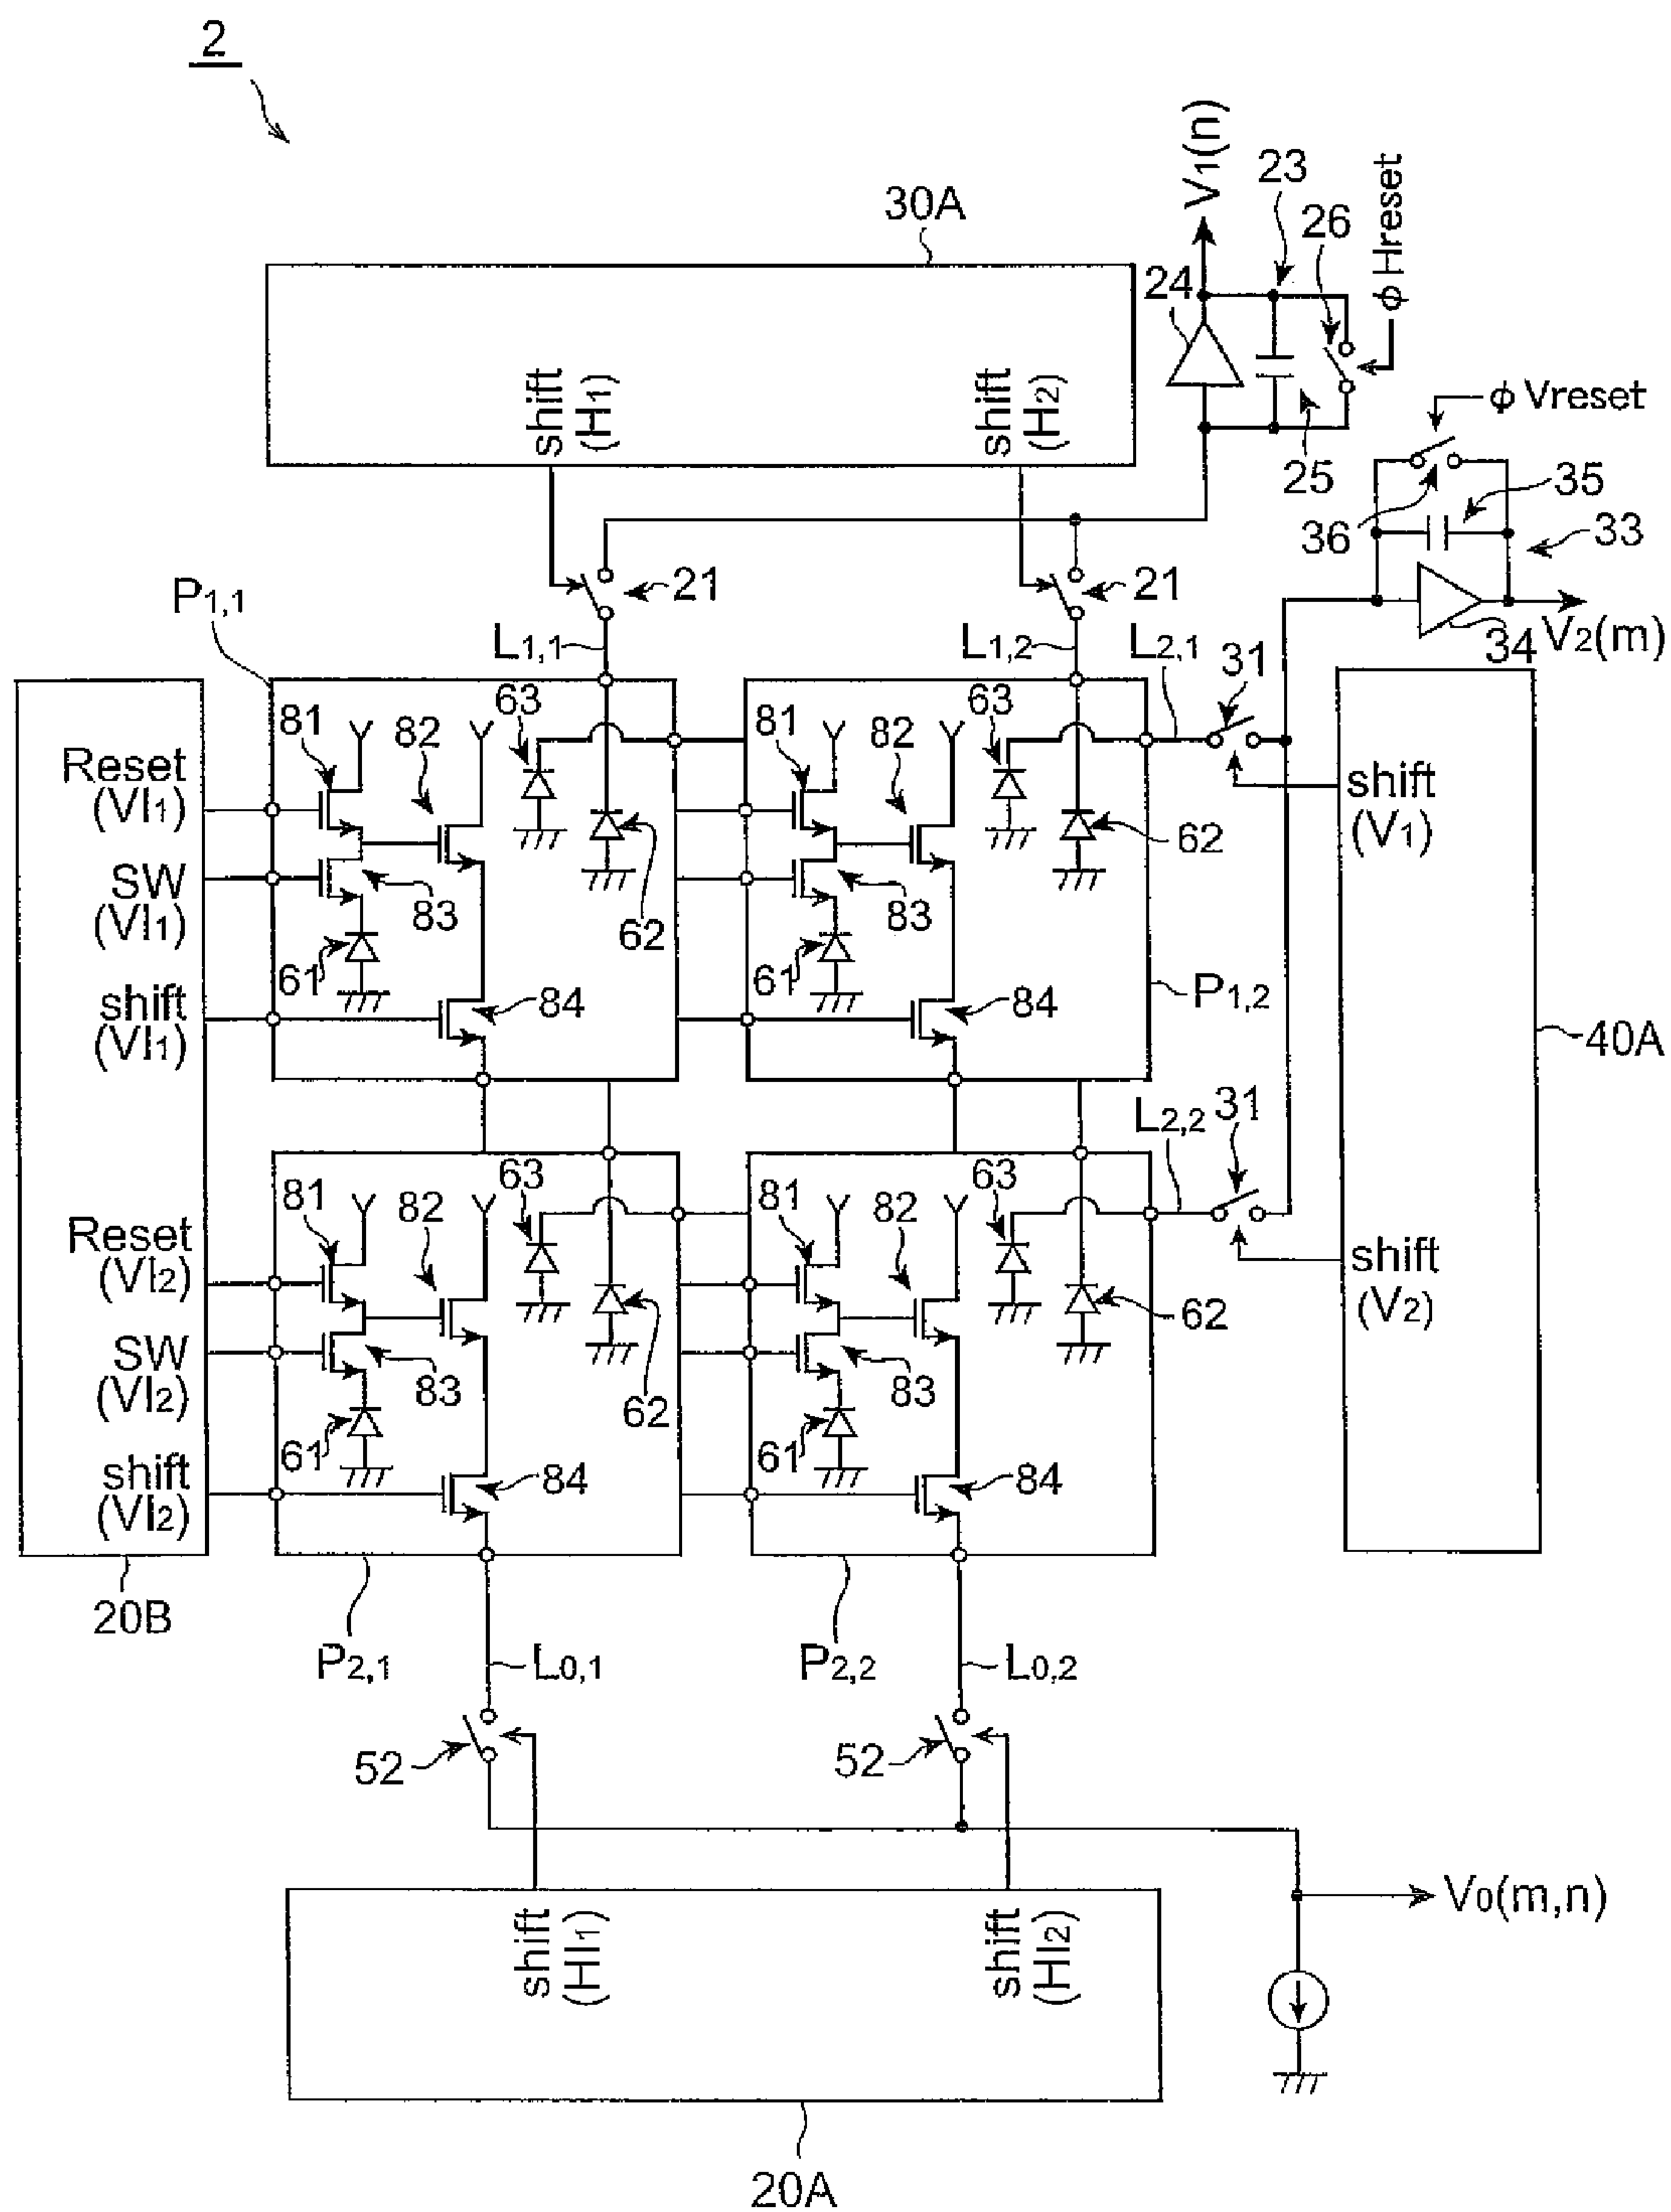 2
30A
shift
(H1)
shift
(H2)
V1(n)
23
24
26
φ Hreset
25
φ Vreset
36
35
33
34
V2(m)
21
21
P1,1
L1,1
L1,2
L2,1
31
Reset
(VI1)
SW
(VI1)
shift
(VI1)
81
82
63
83
61
62
84
81
82
63
83
61
62
84
P1,2
shift
(V1)
40A
L2,2
31
Reset
(VI2)
SW
(VI2)
shift
(VI2)
81
82
63
83
61
62
84
81
82
63
83
61
62
84
shift
(V2)
20B
P2,1
L0,1
P2,2
L0,2
52
52
shift
(HI1)
shift
(HI2)
V0(m,n)
20A